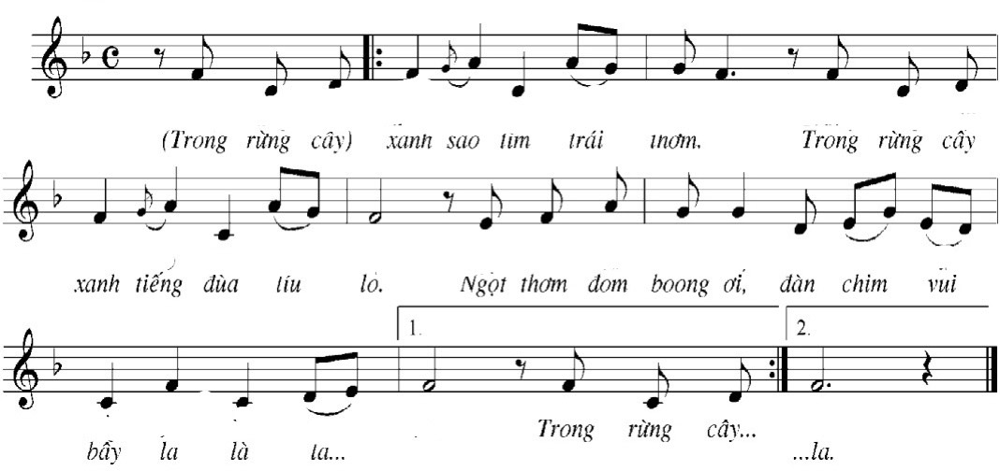 (Trong rừng cây) xanh sao tìm trái thơm. Trong rừng cây
xanh tiếng đùa líu lo. Ngọt thơm đom boong ơi, đàn chim vui
1. 2.
bầy la là la... Trong rừng cây... ...la.